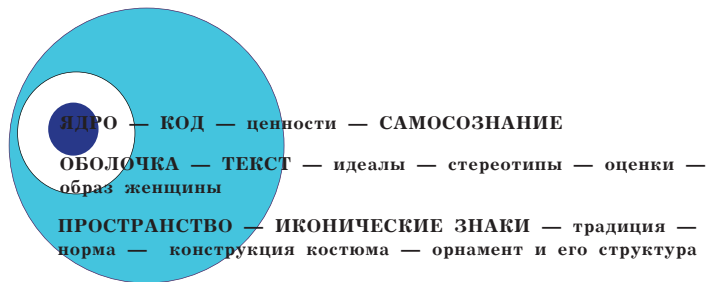 ЯДРО — КОД — ценности — САМОСОЗНАНИЕ
ОБОЛОЧКА — ТЕКСТ — идеалы — стереотипы — оценки —
образ женщины
ПРОСТРАНСТВО — ИКОНИЧЕСКИЕ ЗНАКИ — традиция —
норма — конструкция костюма — орнамент и его структура